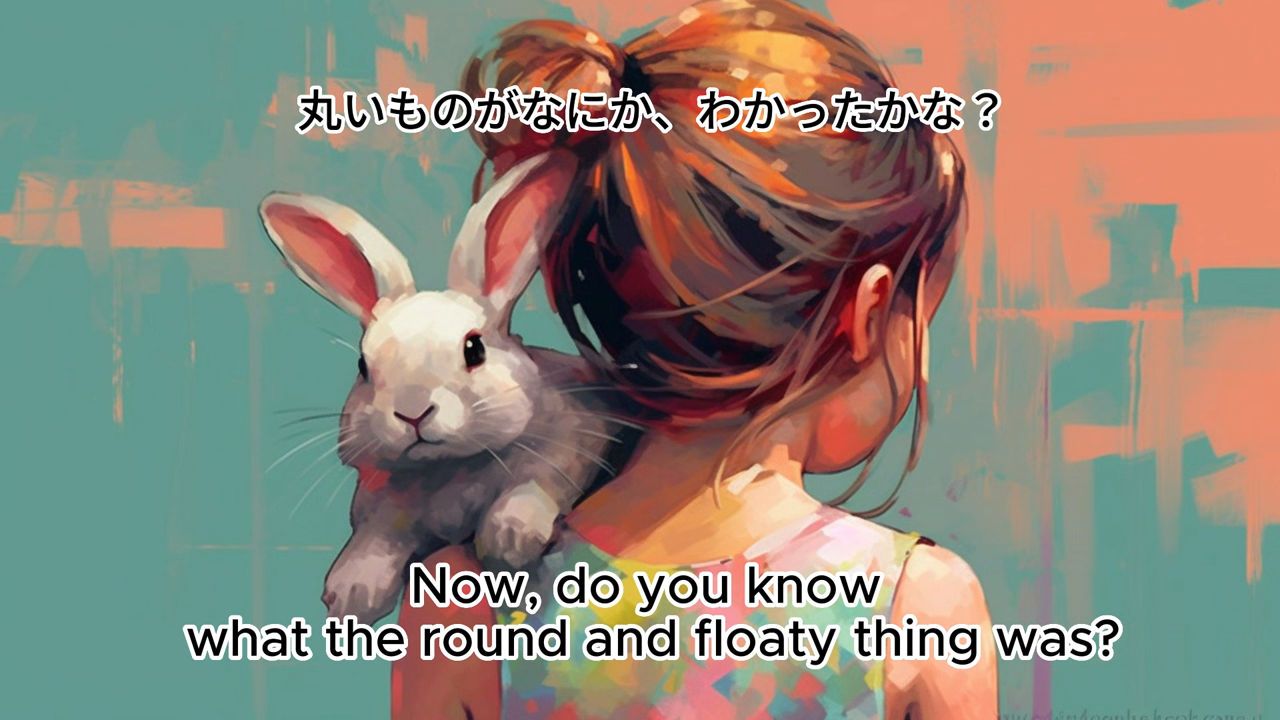 丸いものがなにか、わかったかな？
Now, do you know
what the round and floaty thing was?